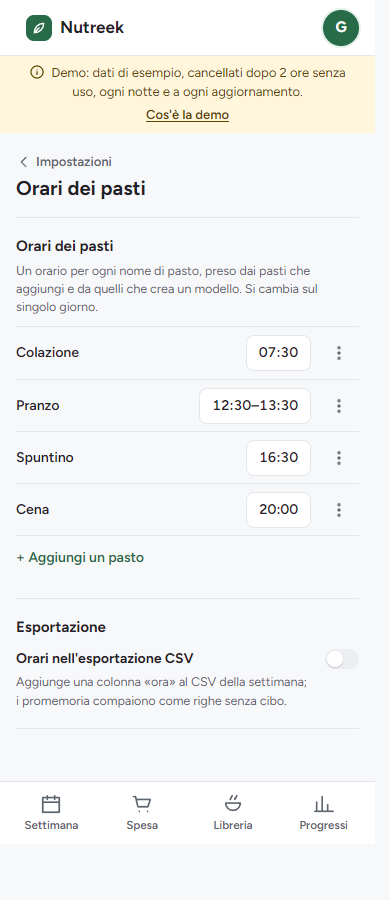 Nutreek
G
Demo: dati di esempio, cancellati dopo 2 ore senza
uso, ogni notte e a ogni aggiornamento.
Cos'è la demo
Impostazioni
Orari dei pasti
Orari dei pasti
Un orario per ogni nome di pasto, preso dai pasti che
aggiungi e da quelli che crea un modello. Si cambia sul
singolo giorno.
Colazione
07:30
Pranzo
12:30–13:30
Spuntino
16:30
Cena
20:00
+ Aggiungi un pasto
Esportazione
Orari nell'esportazione CSV
Aggiunge una colonna «ora» al CSV della settimana;
i promemoria compaiono come righe senza cibo.
Settimana
Spesa
Libreria
Progressi